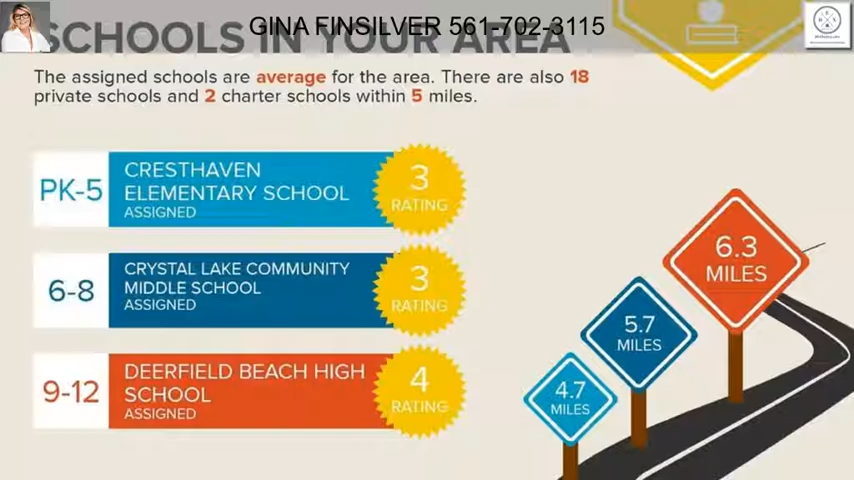 GINA FINSILVER 561-702-3115
SCHOOLS IN YOUR AREA
The assigned schools are average for the area. There are also 18
private schools and 2 charter schools within 5 miles.
PK-5
CRESTHAVEN
ELEMENTARY SCHOOL
ASSIGNED
3
RATING
6-8
CRYSTAL LAKE COMMUNITY
MIDDLE SCHOOL
ASSIGNED
3
RATING
9-12
DEERFIELD BEACH HIGH
SCHOOL
ASSIGNED
4
RATING
4.7
MILES
5.7
MILES
6.3
MILES